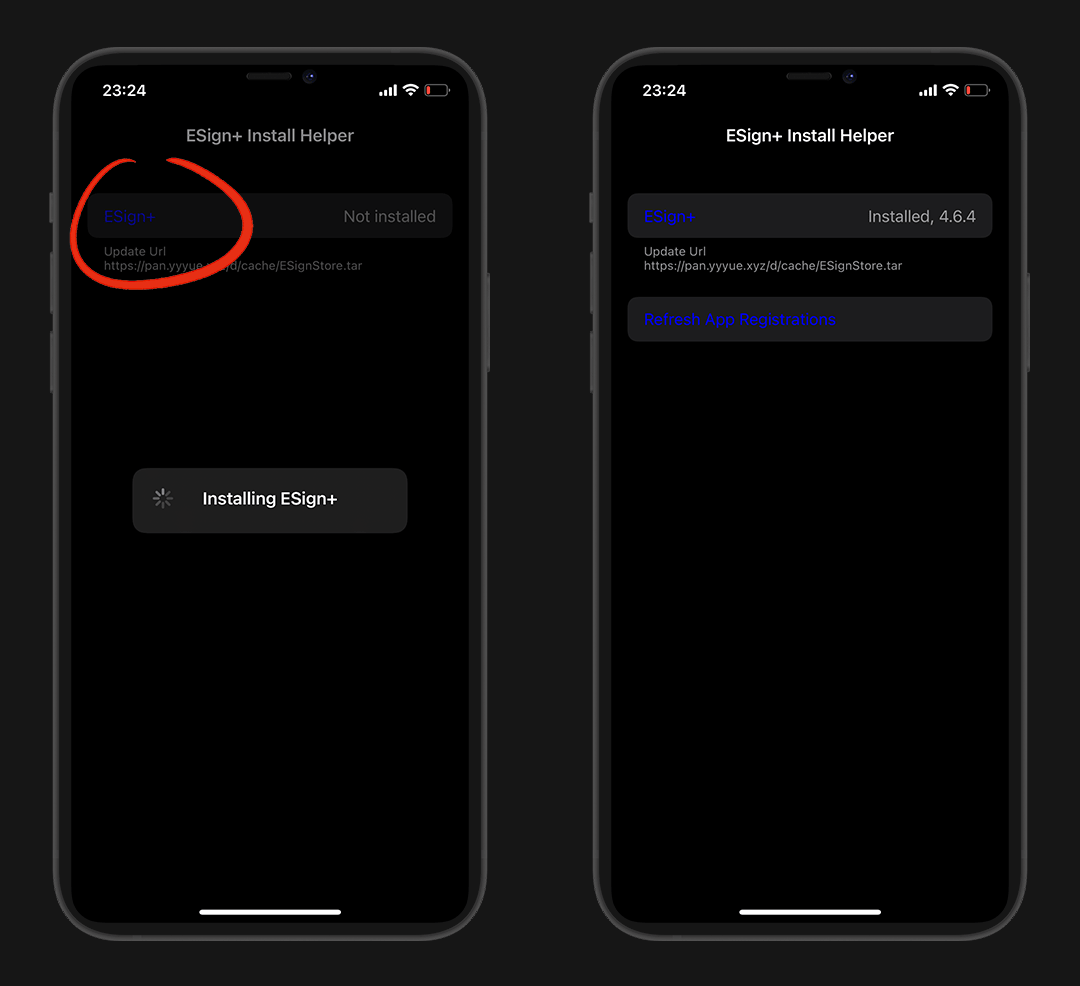 23:24
ESign+ Install Helper
ESign+
Not installed
Update Url
https://pan.yyyue.xyz/d/cache/ESignStore.tar
Installing ESign+
23:24
ESign+ Install Helper
ESign+
Installed, 4.6.4
Update Url
https://pan.yyyue.xyz/d/cache/ESignStore.tar
Refresh App Registrations